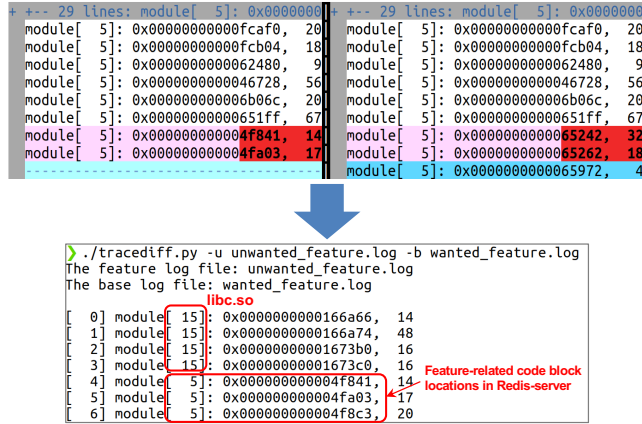 + +-- 29 lines: module[  5]: 0x0000000
module[  5]: 0x00000000000fcaf0,  20
module[  5]: 0x00000000000fcb04,  18
module[  5]: 0x0000000000062480,   9
module[  5]: 0x0000000000046728,  56
module[  5]: 0x000000000006b06c,  20
module[  5]: 0x00000000000651ff,  67
module[  5]: 0x000000000004f841,  14
module[  5]: 0x000000000004fa03,  17
------------------------------------
+ +-- 29 lines: module[  5]: 0x0000000
module[  5]: 0x00000000000fcaf0,  20
module[  5]: 0x00000000000fcb04,  18
module[  5]: 0x0000000000062480,   9
module[  5]: 0x0000000000046728,  56
module[  5]: 0x000000000006b06c,  20
module[  5]: 0x00000000000651ff,  67
module[  5]: 0x0000000000065242,  32
module[  5]: 0x0000000000065262,  18
module[  5]: 0x0000000000065972,   4
❯ ./tracediff.py -u unwanted_feature.log -b wanted_feature.log
The feature log file: unwanted_feature.log
The base log file: wanted_feature.log
libc.so
[  0] module[ 15]: 0x0000000000166a66,  14
[  1] module[ 15]: 0x0000000000166a74,  48
[  2] module[ 15]: 0x00000000001673b0,  16
[  3] module[ 15]: 0x00000000001673c0,  16
[  4] module[  5]: 0x000000000004f841,  14
[  5] module[  5]: 0x000000000004fa03,  17
[  6] module[  5]: 0x000000000004f8c3,  20
Feature-related code block
locations in Redis-server